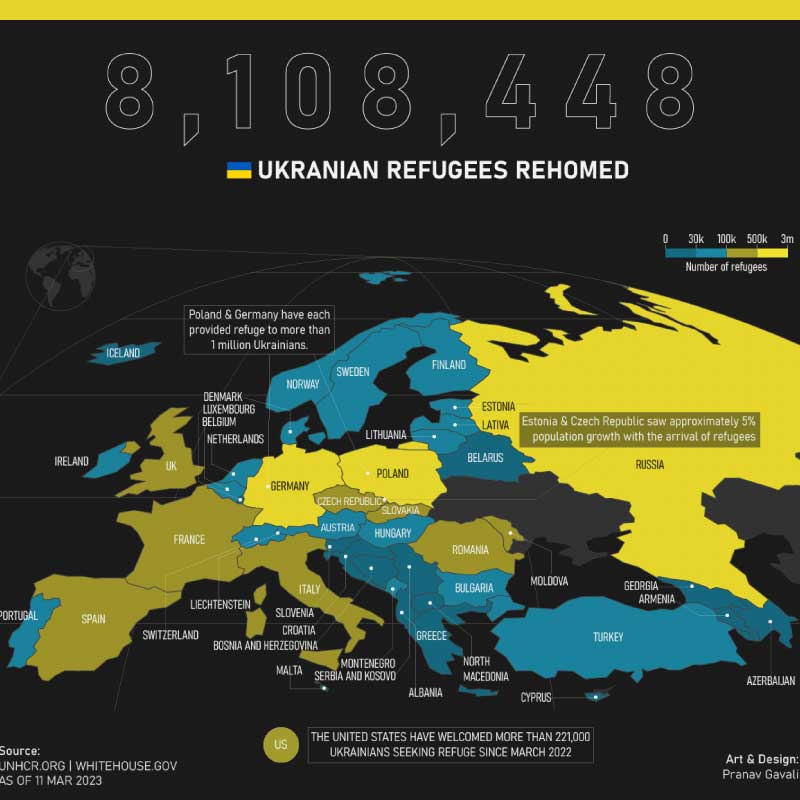 8,108,448
UKRANIAN REFUGEES REHOMED
0 30k 100k 500k 3m
Number of refugees
Poland & Germany have each
provided refuge to more than
1 million Ukrainians.
ICELAND
NORWAY
SWEDEN
FINLAND
DENMARK
LUXEMBOURG
BELGIUM
NETHERLANDS
ESTONIA
LATIVA
LITHUANIA
Estonia & Czech Republic saw approximately 5%
population growth with the arrival of refugees
IRELAND
UK
BELARUS
RUSSIA
GERMANY
POLAND
CZECH REPUBLIC
SLOVAKIA
AUSTRIA
HUNGARY
FRANCE
ROMANIA
MOLDOVA
ITALY
BULGARIA
GEORGIA
ARMENIA
LIECHTENSTEIN
PORTUGAL
SPAIN
SLOVENIA
SWITZERLAND
CROATIA
BOSNIA AND HERZEGOVINA
GREECE
TURKEY
MALTA
MONTENEGRO
SERBIA AND KOSOVO
NORTH
MACEDONIA
ALBANIA
CYPRUS
AZERBAIJAN
US
THE UNITED STATES HAVE WELCOMED MORE THAN 221,000
UKRAINIANS SEEKING REFUGE SINCE MARCH 2022
Source:
UNHCR.ORG | WHITEHOUSE.GOV
AS OF 11 MAR 2023
Art & Design:
Pranav Gavali